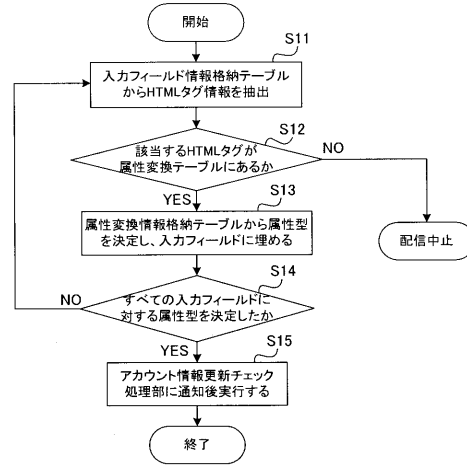 開始
S11
入力フィールド情報格納テーブル
からHTMLタグ情報を抽出
S12
該当するHTMLタグが
属性変換テーブルにあるか
NO
YES
S13
属性変換情報格納テーブルから属性型
を決定し、入力フィールドに埋める
配信中止
S14
すべての入力フィールドに
対する属性型を決定したか
NO
YES
S15
アカウント情報更新チェック
処理部に通知後実行する
終了